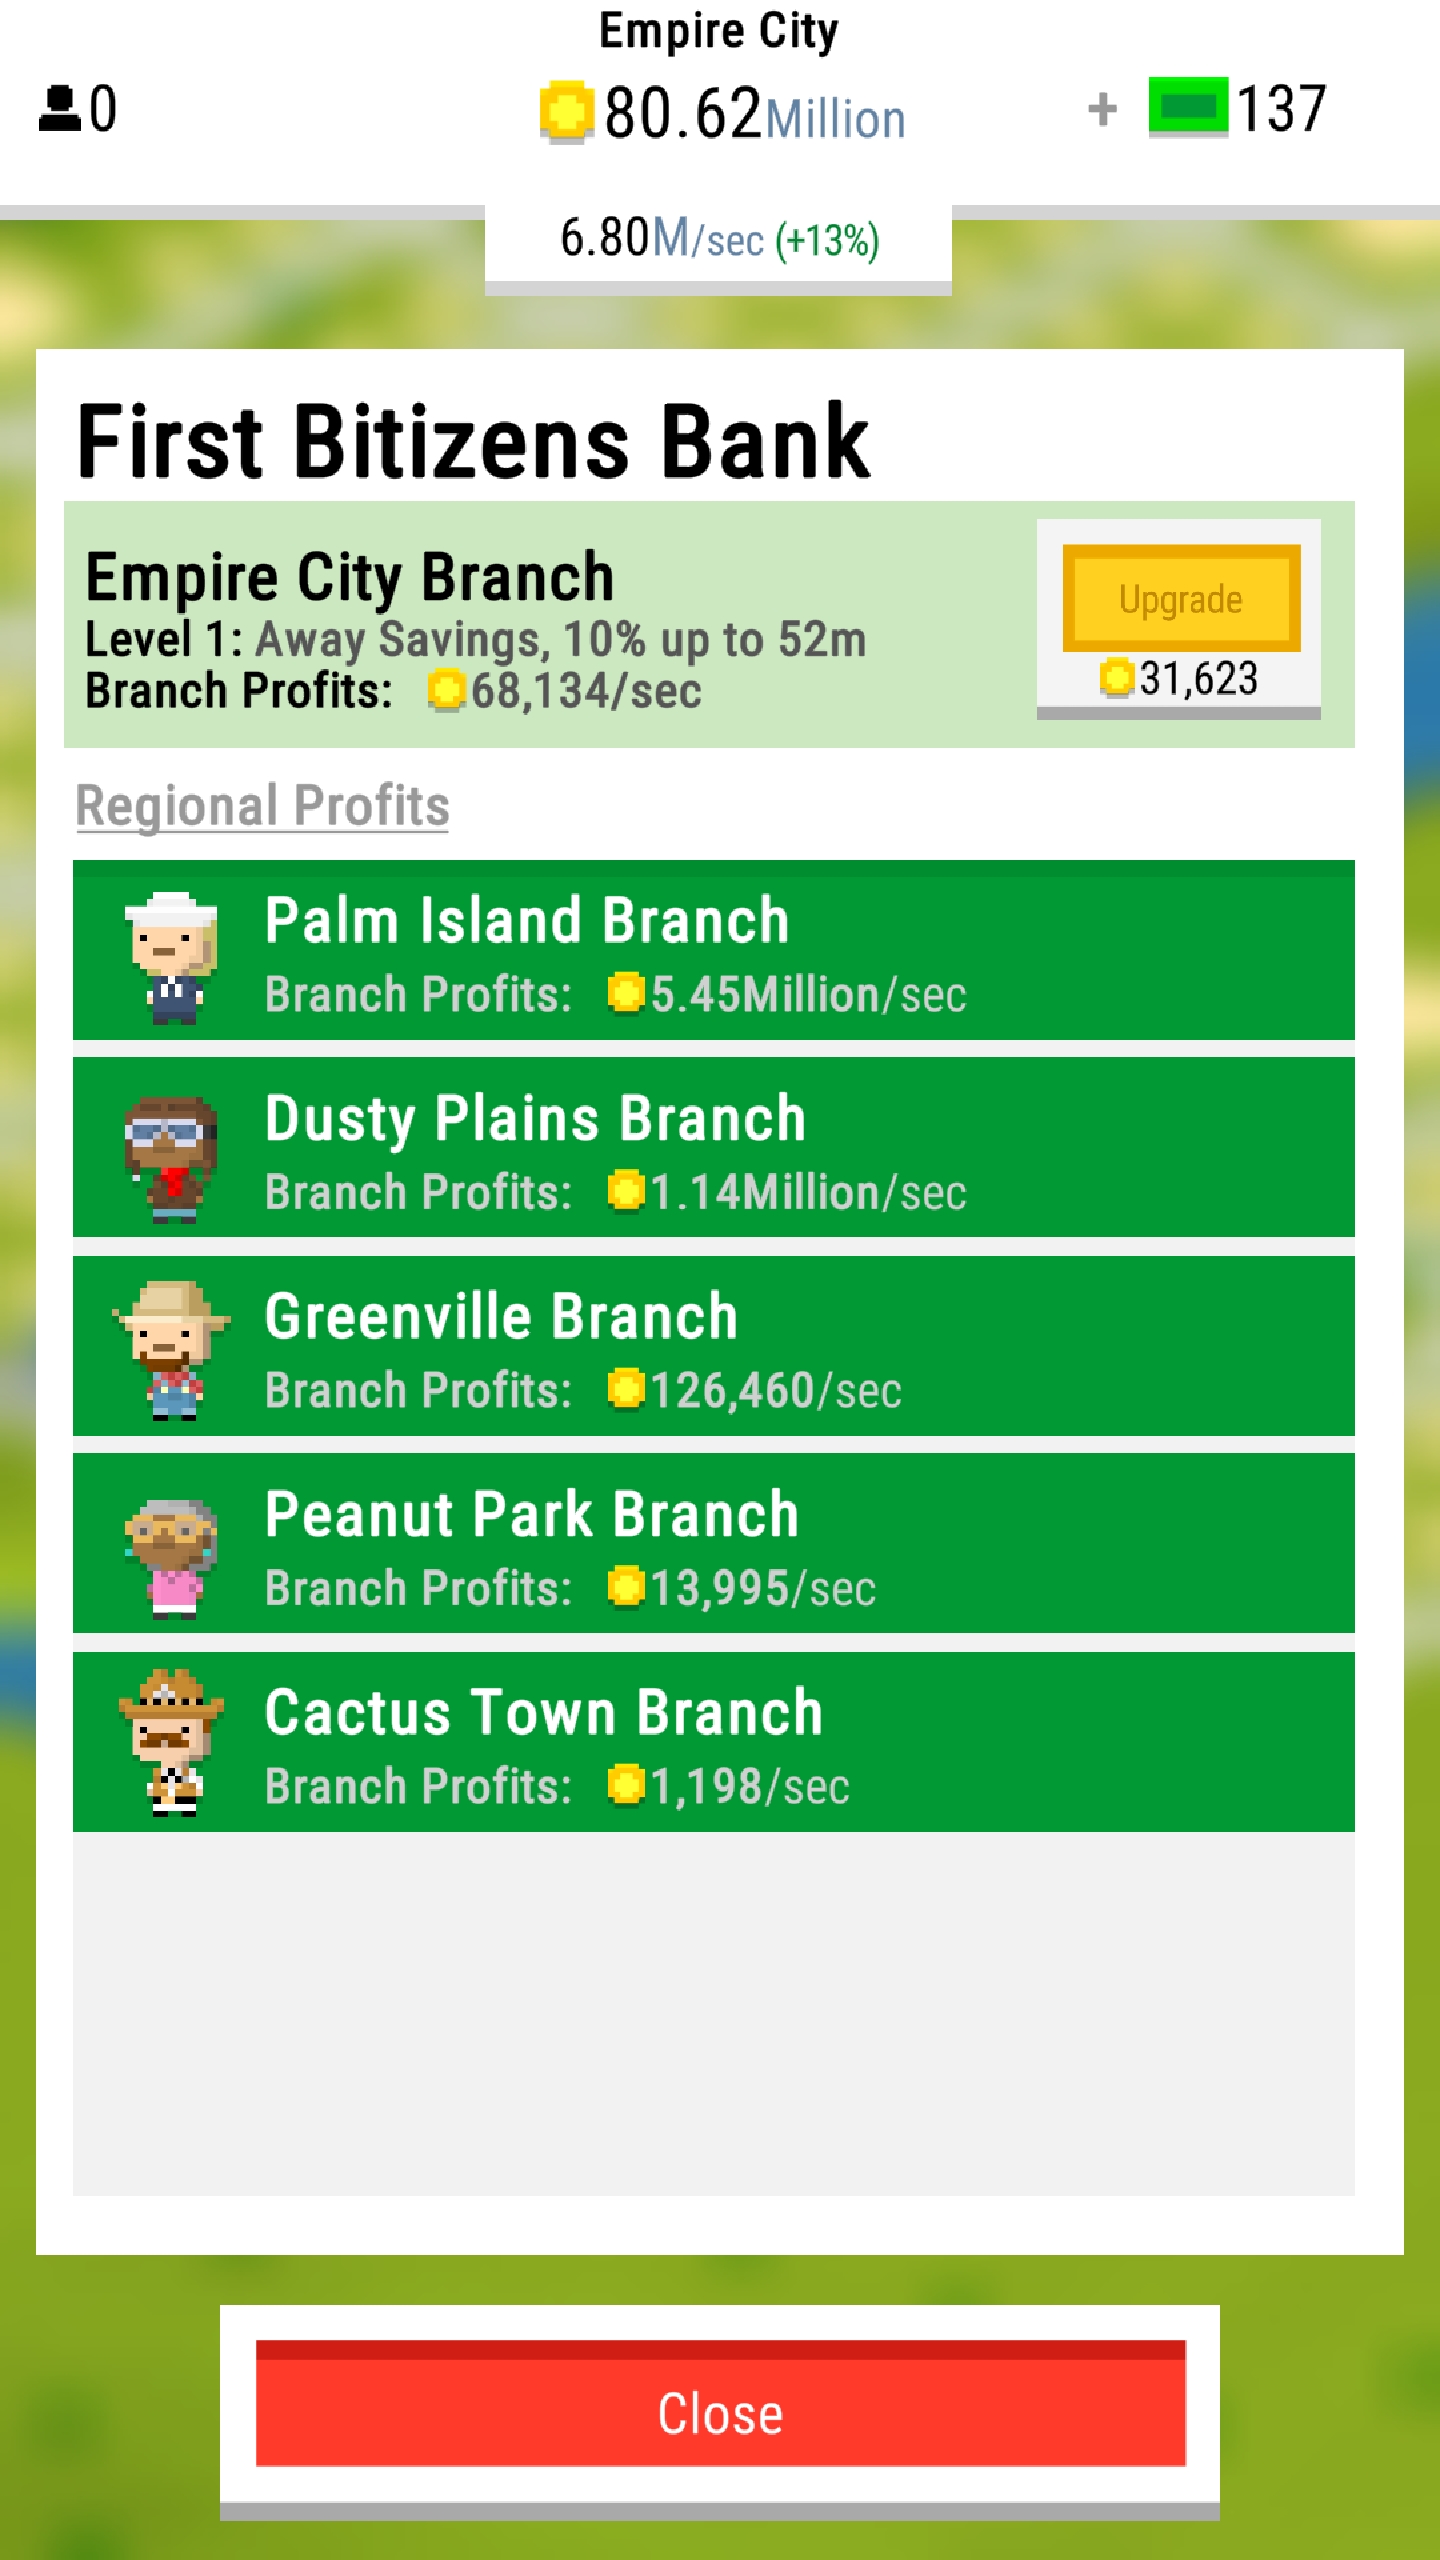 Empire City
0
80.62Million
+ 137
6.80M/sec (+13%)
First Bitizens Bank
Empire City Branch
Level 1: Away Savings, 10% up to 52m
Branch Profits: 68,134/sec
Upgrade
31,623
Regional Profits
Palm Island Branch
Branch Profits: 5.45Million/sec
Dusty Plains Branch
Branch Profits: 1.14Million/sec
Greenville Branch
Branch Profits: 126,460/sec
Peanut Park Branch
Branch Profits: 13,995/sec
Cactus Town Branch
Branch Profits: 1,198/sec
Close